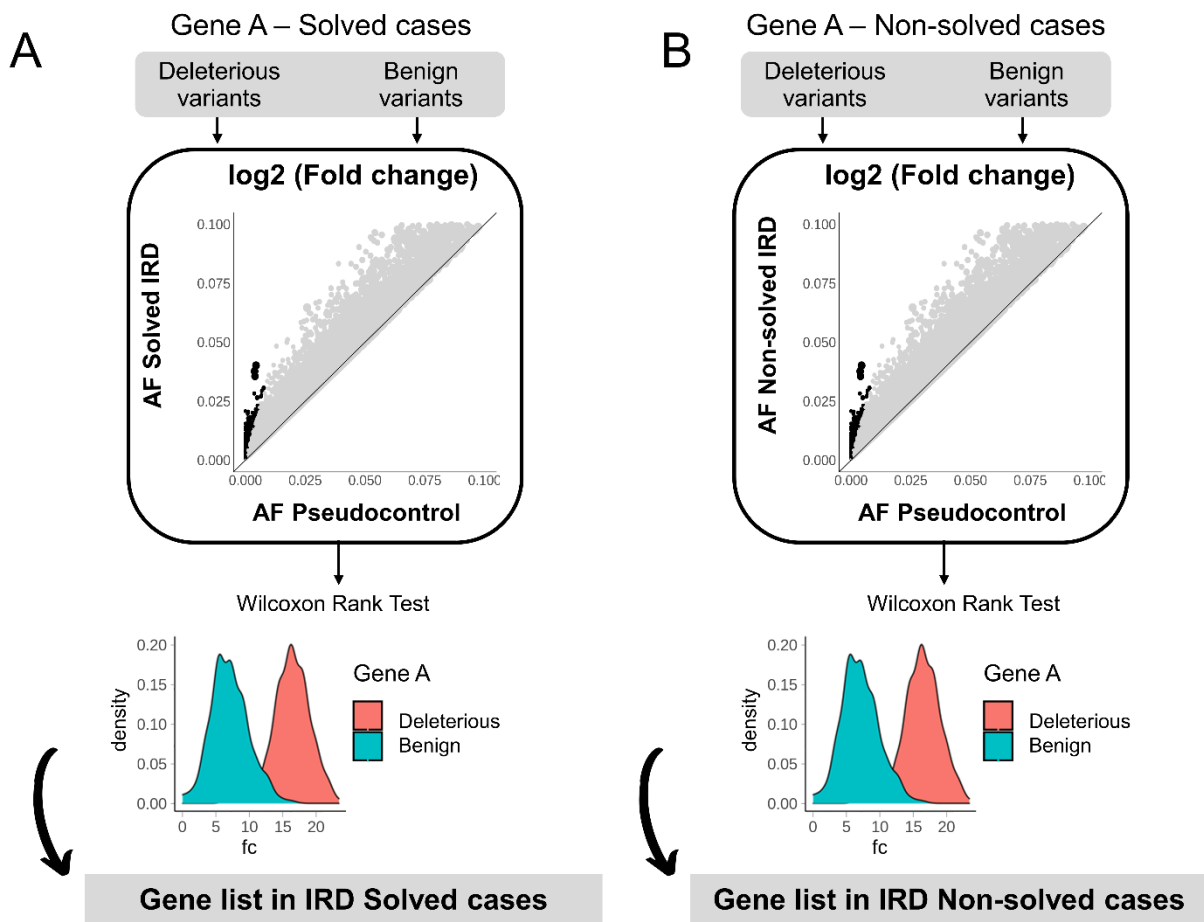 A
Gene A – Solved cases
Deleterious variants
Benign variants
log2 (Fold change)
AF Solved IRD
0.100
0.075
0.050
0.025
0.000
0.000 0.025 0.050 0.075 0.100
AF Pseudocontrol
Wilcoxon Rank Test
density
0.20
0.15
0.10
0.05
0.00
0 5 10 15 20
fc
Gene A
Deleterious
Benign
Gene list in IRD Solved cases
B
Gene A – Non-solved cases
Deleterious variants
Benign variants
log2 (Fold change)
AF Non-solved IRD
0.100
0.075
0.050
0.025
0.000
0.000 0.025 0.050 0.075 0.100
AF Pseudocontrol
Wilcoxon Rank Test
density
0.20
0.15
0.10
0.05
0.00
0 5 10 15 20
fc
Gene A
Deleterious
Benign
Gene list in IRD Non-solved cases